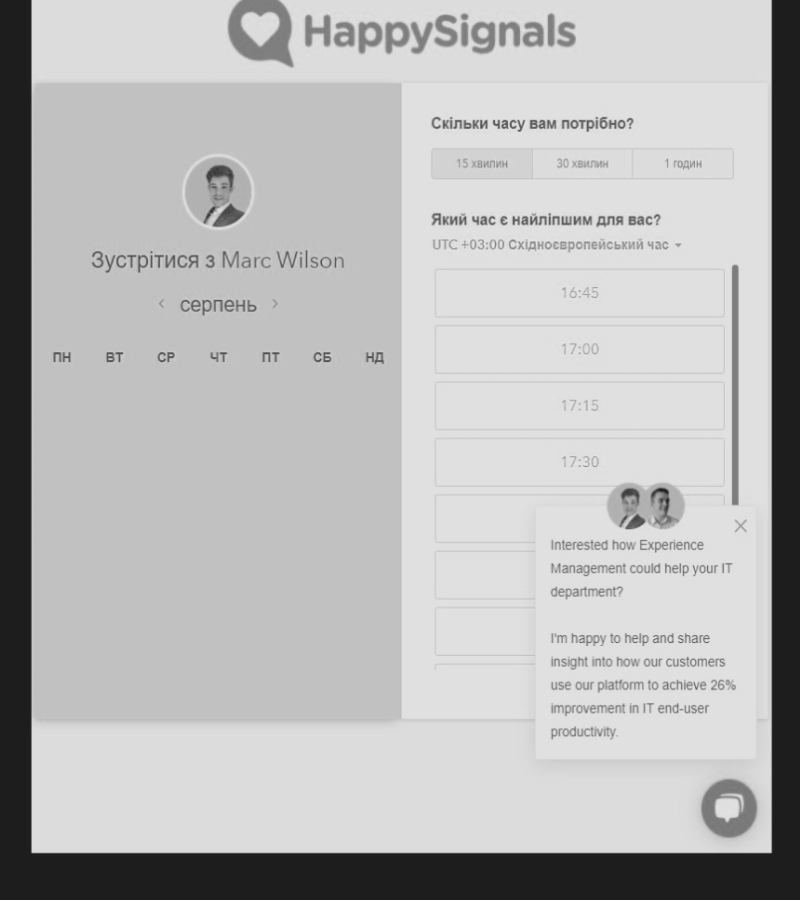 HappySignals
Зустрітися з Marc Wilson
серпень
ПН ВТ СР ЧТ ПТ СБ НД
Скільки часу вам потрібно?
15 хвилин 30 хвилин 1 годин
Який час є найліпшим для вас?
UTC +03:00 Східноєвропейський час
16:45
17:00
17:15
17:30
Interested how Experience
Management could help your IT
department?
I'm happy to help and share
insight into how our customers
use our platform to achieve 26%
improvement in IT end-user
productivity.